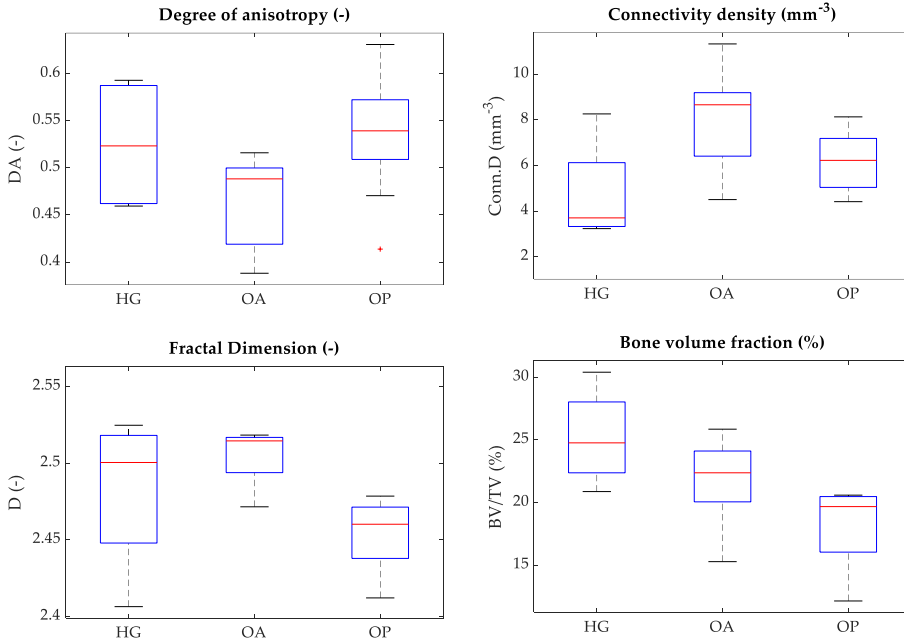 Degree of anisotropy (-)
DA (-)
0.6
0.55
0.5
0.45
0.4
HG OA OP
Connectivity density (mm⁻³)
Conn.D (mm⁻³)
10
8
6
4
2
HG OA OP
Fractal Dimension (-)
D (-)
2.55
2.5
2.45
2.4
HG OA OP
Bone volume fraction (%)
BV/TV (%)
30
25
20
15
HG OA OP